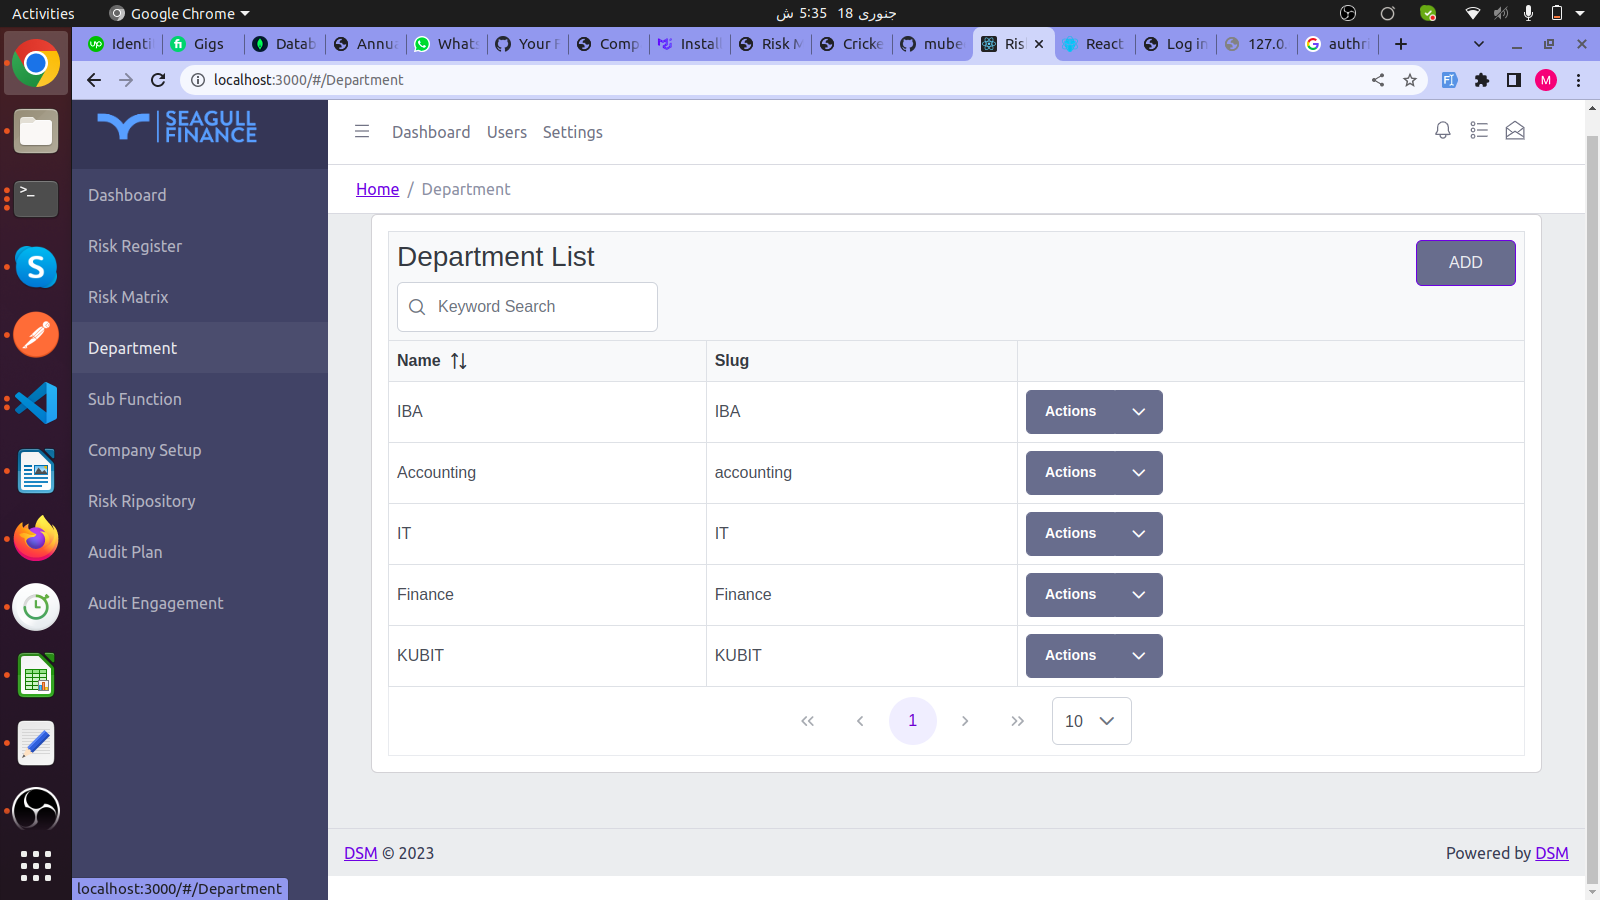 Activities
Google Chrome
جنوری 18  5:35 ش
Identi
Gigs
Datab
Annua
Whats
Your F
Comp
Install
Risk M
Cricke
mube
Ris
React
Log in
127.0.
authri
localhost:3000/#/Department
M
SEAGULL
FINANCE
Dashboard
Risk Register
Risk Matrix
Department
Sub Function
Company Setup
Risk Ripository
Audit Plan
Audit Engagement
Dashboard Users Settings
Home / Department
Department List
ADD
Keyword Search
Name Slug
IBA IBA Actions
Accounting accounting Actions
IT IT Actions
Finance Finance Actions
KUBIT KUBIT Actions
1 10
DSM © 2023
Powered by DSM
localhost:3000/#/Department